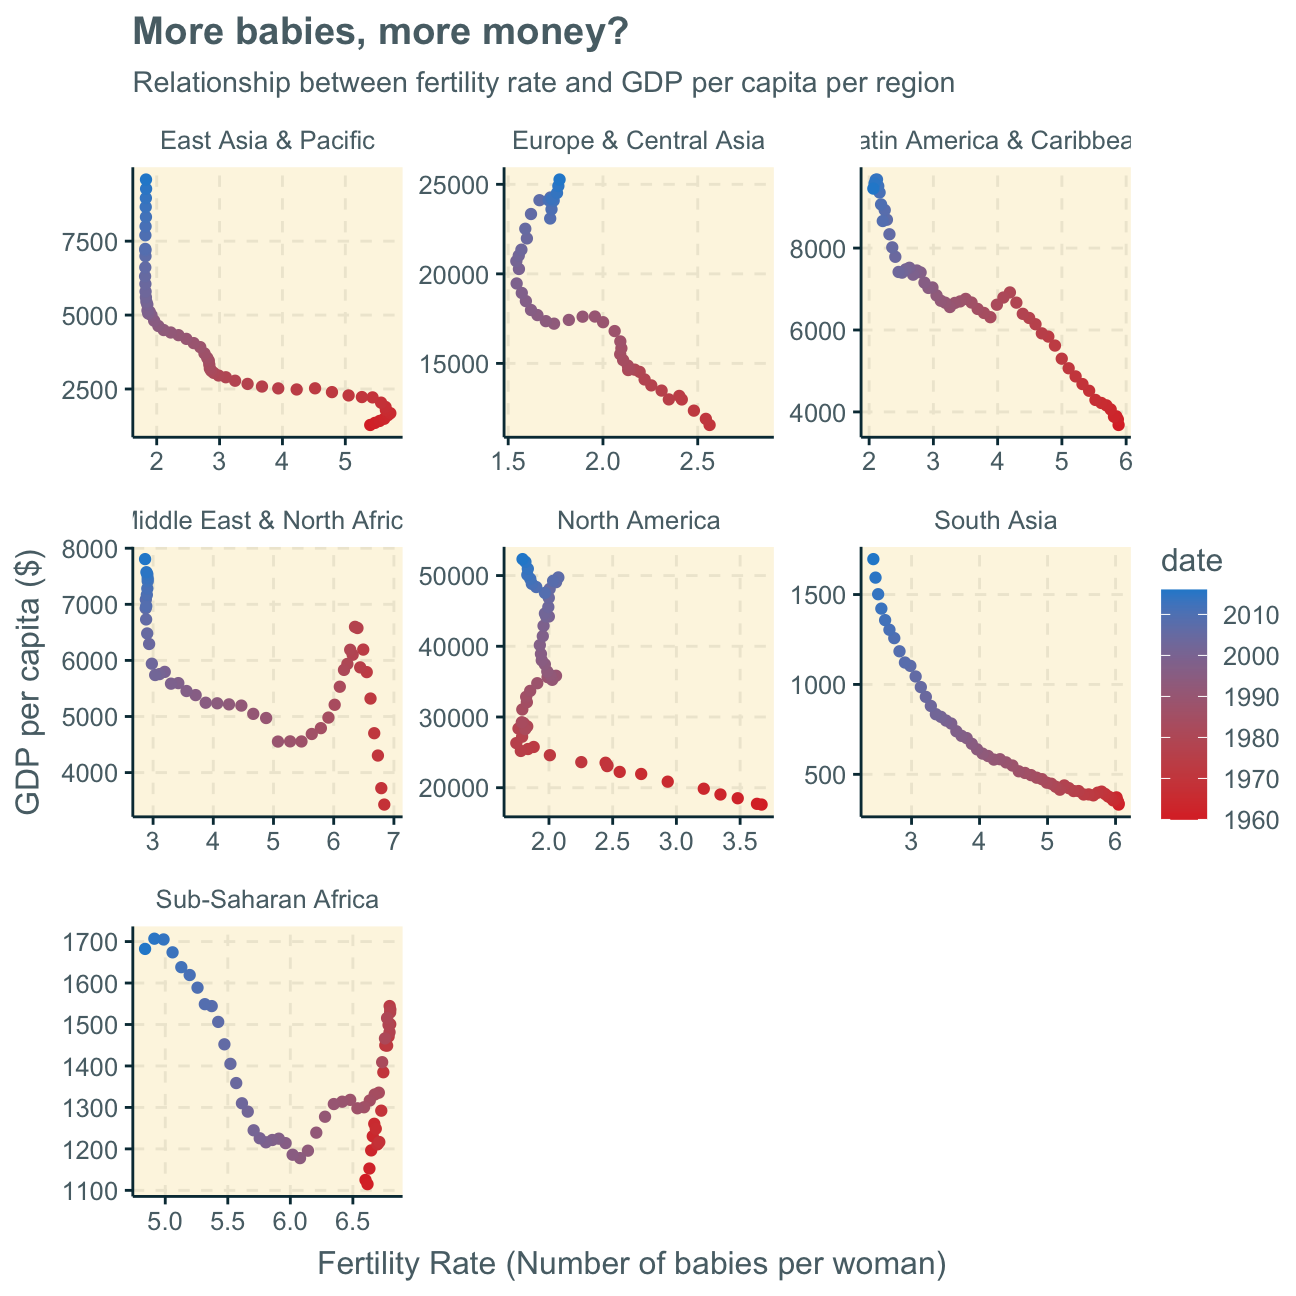 More babies, more money?
Relationship between fertility rate and GDP per capita per region
East Asia & Pacific
Europe & Central Asia
atin America & Caribbea
7500
5000
2500
2 3 4 5
25000
20000
15000
1.5 2.0 2.5
8000
6000
4000
2 3 4 5 6
GDP per capita ($)
iddle East & North Afric
North America
South Asia
8000
7000
6000
5000
4000
3 4 5 6 7
50000
40000
30000
20000
2.0 2.5 3.0 3.5
1500
1000
500
3 4 5 6
date
2010
2000
1990
1980
1970
1960
Sub-Saharan Africa
1700
1600
1500
1400
1300
1200
1100
5.0 5.5 6.0 6.5
Fertility Rate (Number of babies per woman)